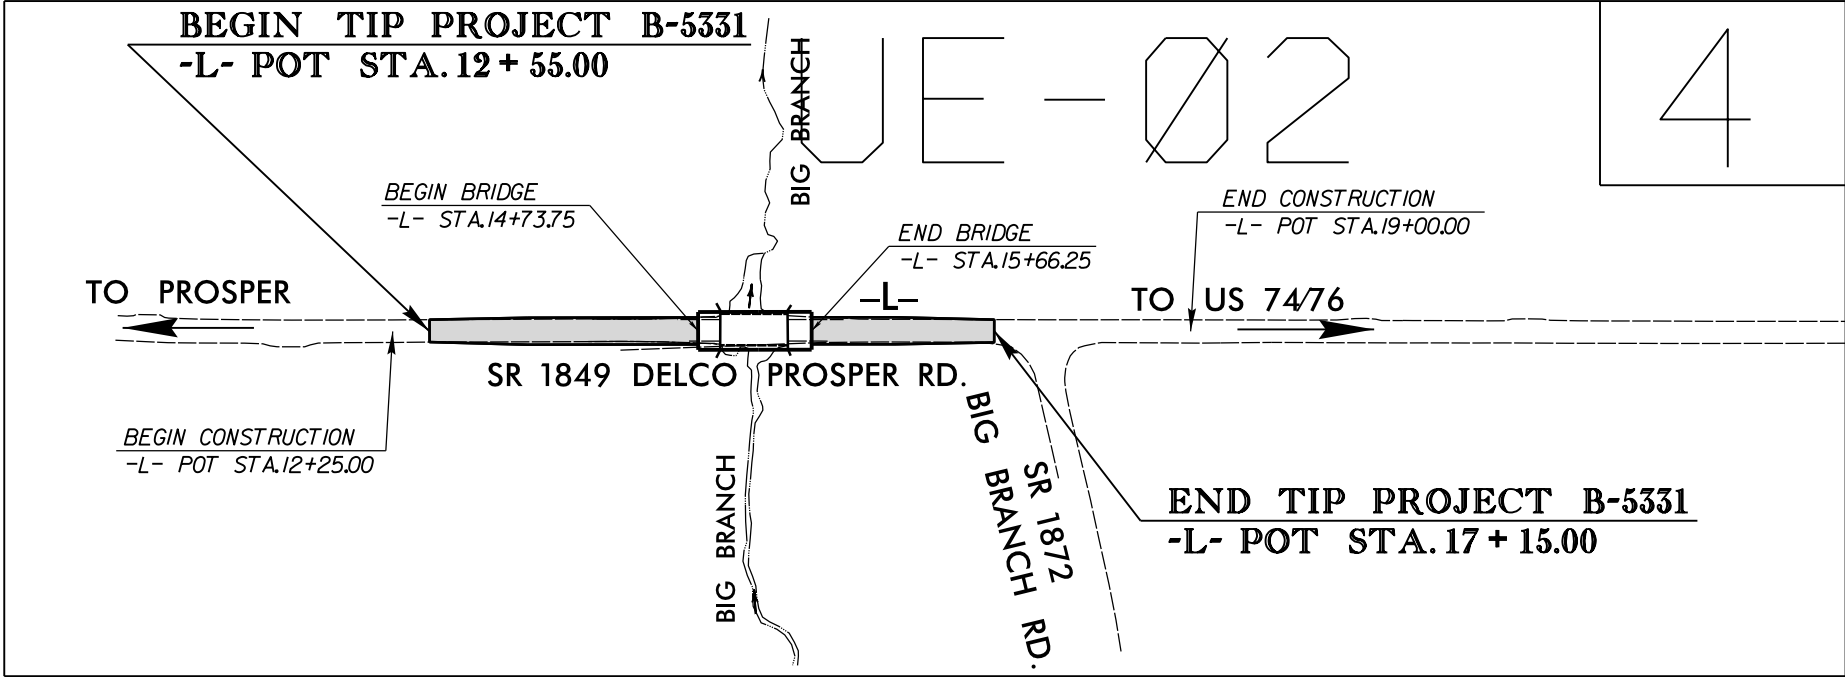 BEGIN TIP PROJECT B-5331
-L- POT STA. 12 + 55.00
BIG BRANCH
UE-02
4
BEGIN BRIDGE
-L- STA.14+73.75
END BRIDGE
-L- STA.15+66.25
END CONSTRUCTION
-L- POT STA.19+00.00
TO PROSPER
-L-
TO US 74/76
SR 1849 DELCO PROSPER RD.
BEGIN CONSTRUCTION
-L- POT STA.12+25.00
BIG BRANCH
SR 1872
BIG BRANCH RD.
END TIP PROJECT B-5331
-L- POT STA. 17 + 15.00